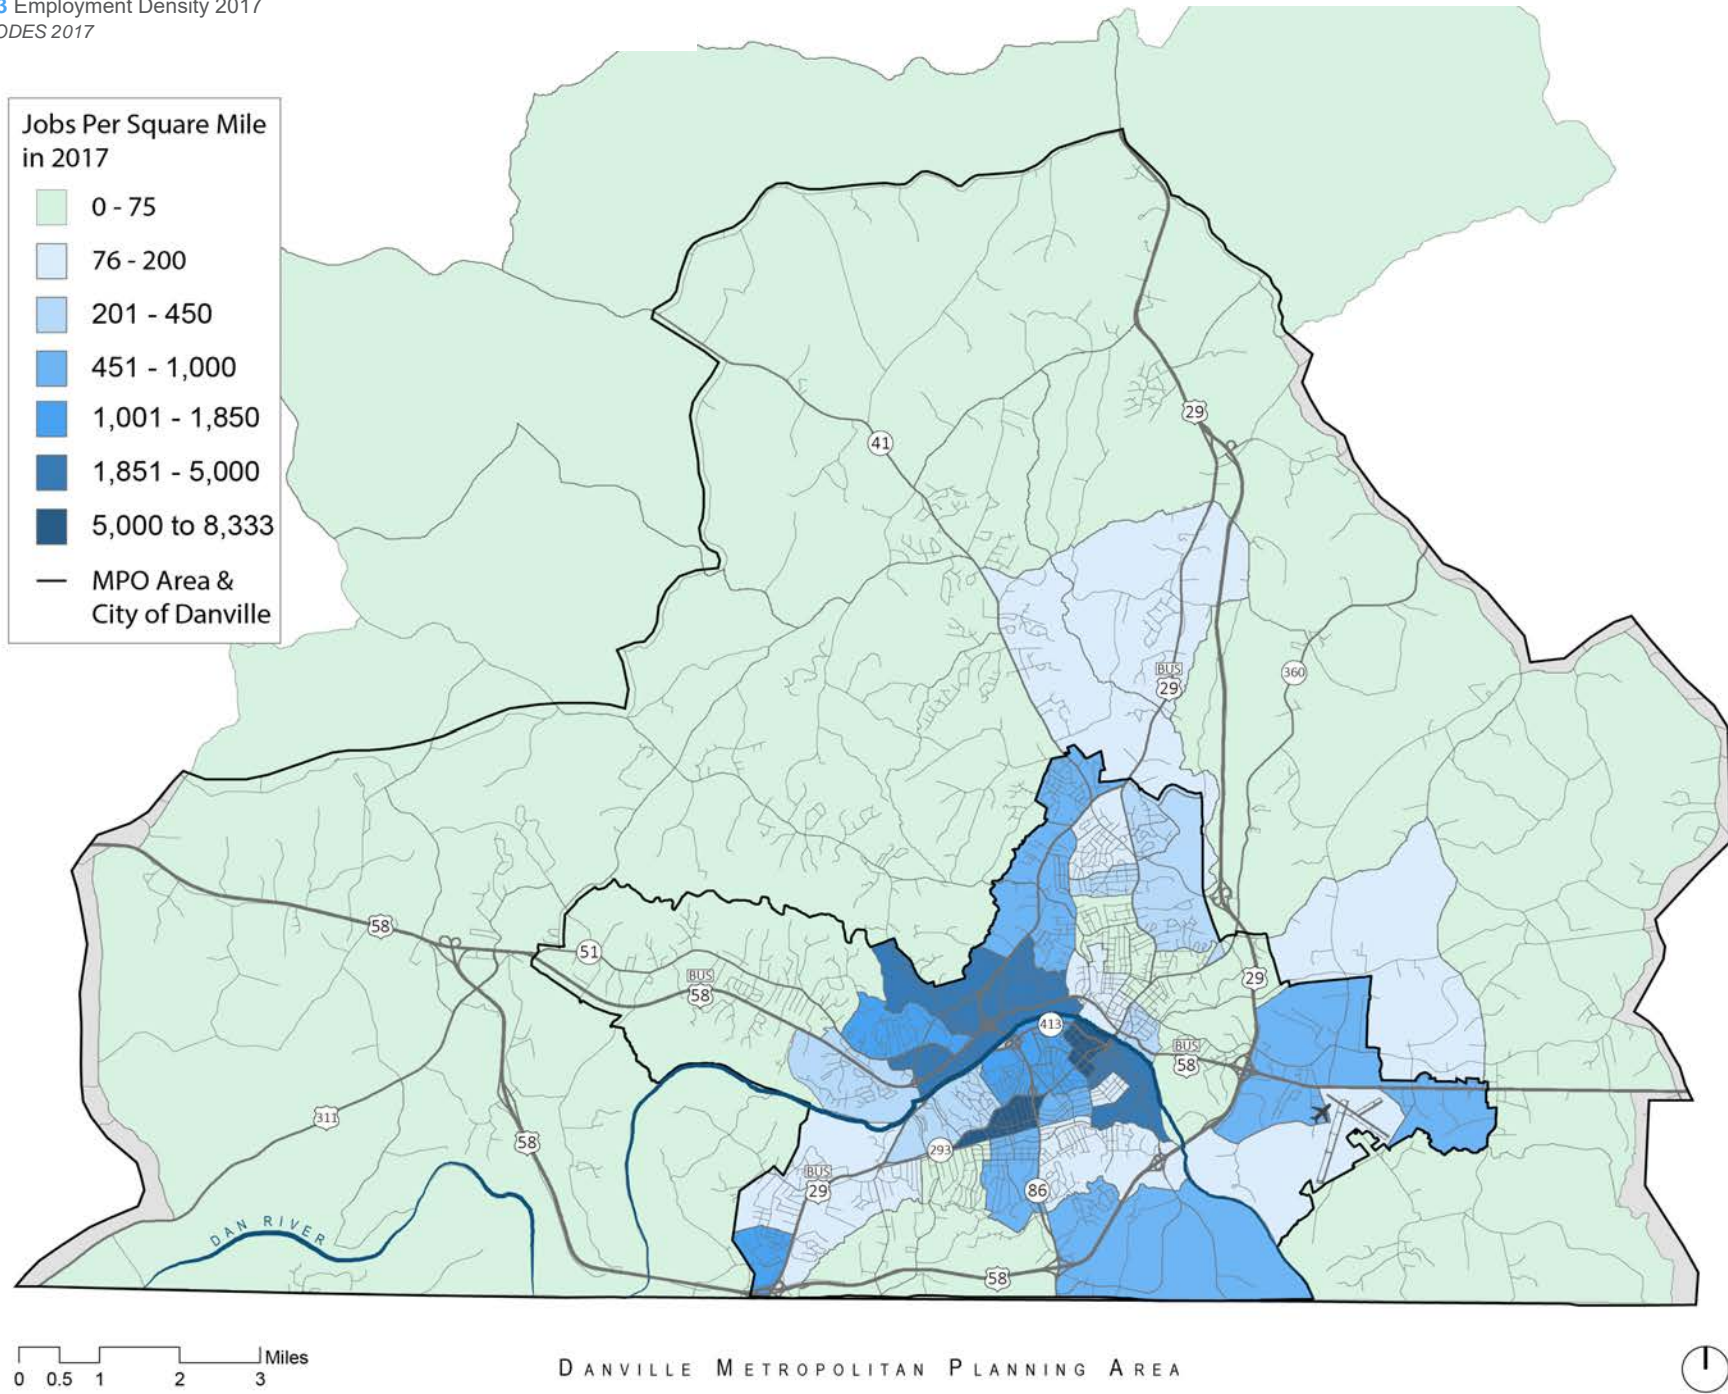 3 Employment Density 2017
ODES 2017
Jobs Per Square Mile
in 2017
0 - 75
76 - 200
201 - 450
451 - 1,000
1,001 - 1,850
1,851 - 5,000
5,000 to 8,333
MPO Area &
City of Danville
29
41
BUS
29
360
58
51
BUS
58
29
413
BUS
58
311
58
293
BUS
29
86
DAN RIVER
58
Miles
0 0.5 1 2 3
DANVILLE METROPOLITAN PLANNING AREA